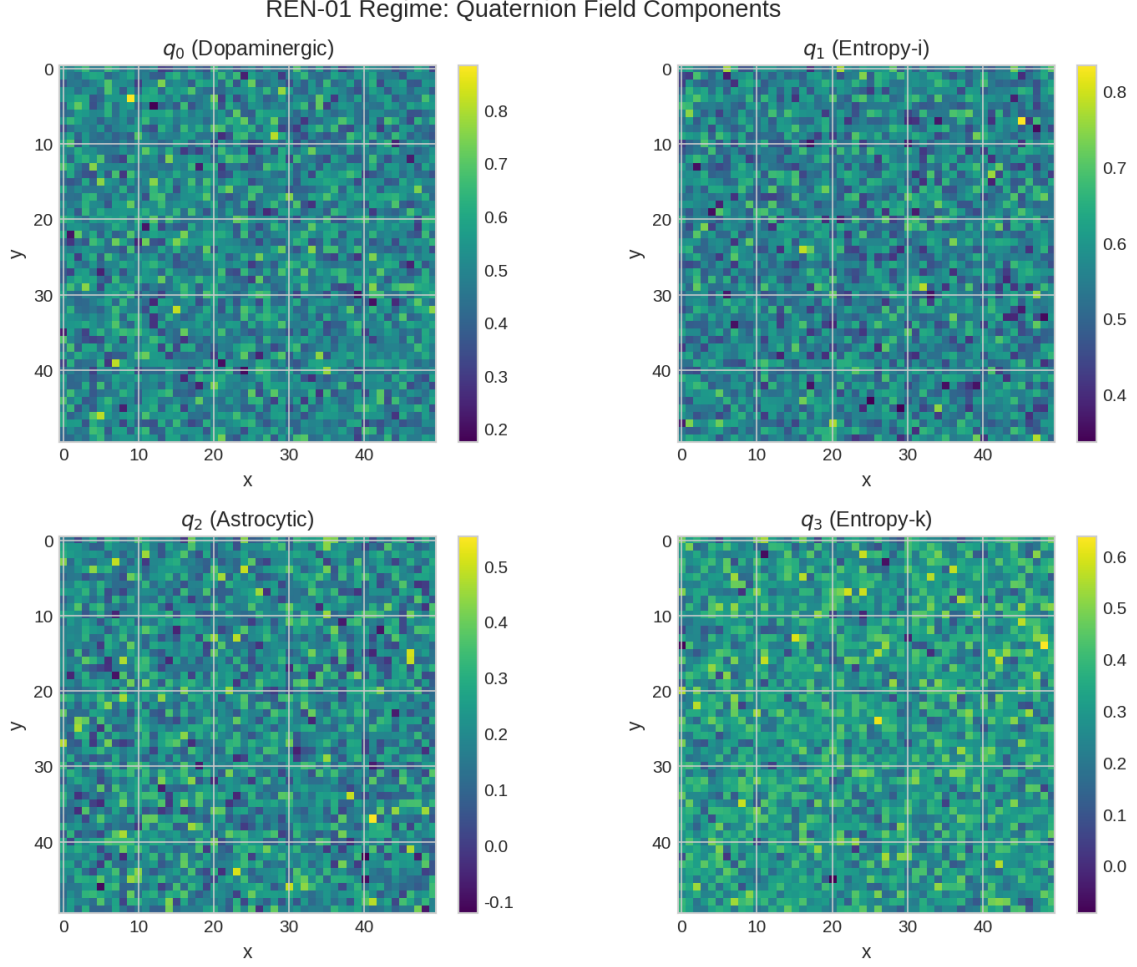 REN-01 Regime: Quaternion Field Components
q0 (Dopaminergic)
0
10
20
30
40
y
0 10 20 30 40
x
0.8
0.7
0.6
0.5
0.4
0.3
0.2
q1 (Entropy-i)
0
10
20
30
40
y
0 10 20 30 40
x
0.8
0.7
0.6
0.5
0.4
q2 (Astrocytic)
0
10
20
30
40
y
0 10 20 30 40
x
0.5
0.4
0.3
0.2
0.1
0.0
-0.1
q3 (Entropy-k)
0
10
20
30
40
y
0 10 20 30 40
x
0.6
0.5
0.4
0.3
0.2
0.1
0.0